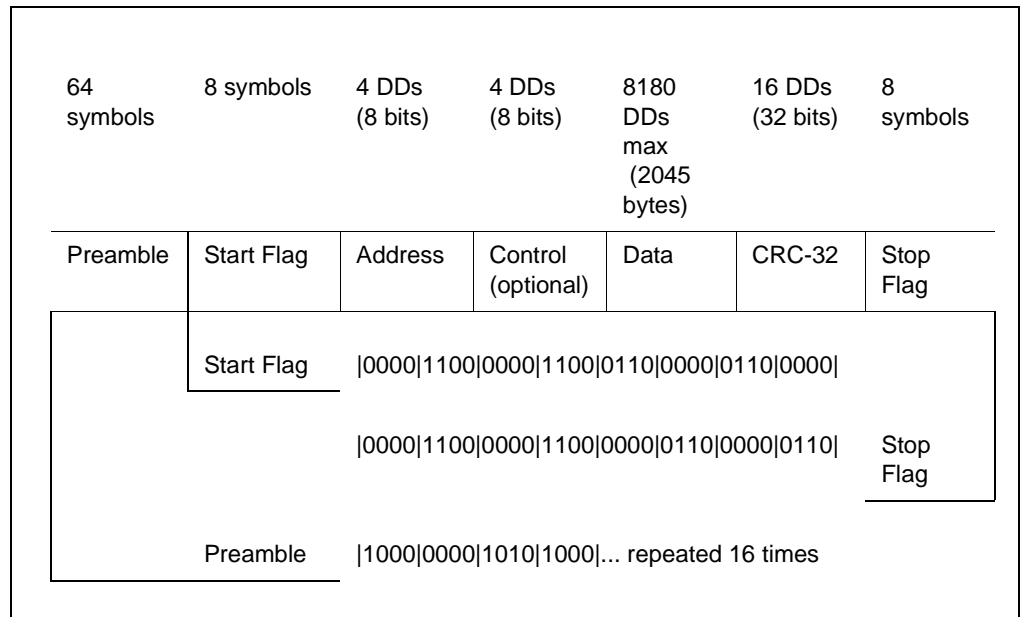 64 symbols
8 symbols
4 DDs (8 bits)
4 DDs (8 bits)
8180 DDs max (2045 bytes)
16 DDs (32 bits)
8 symbols
Preamble
Start Flag
Address
Control (optional)
Data
CRC-32
Stop Flag
Start Flag |0000|1100|0000|1100|0110|0000|0110|0000|
|0000|1100|0000|1100|0000|0110|0000|0110| Stop Flag
Preamble |1000|0000|1010|1000|... repeated 16 times